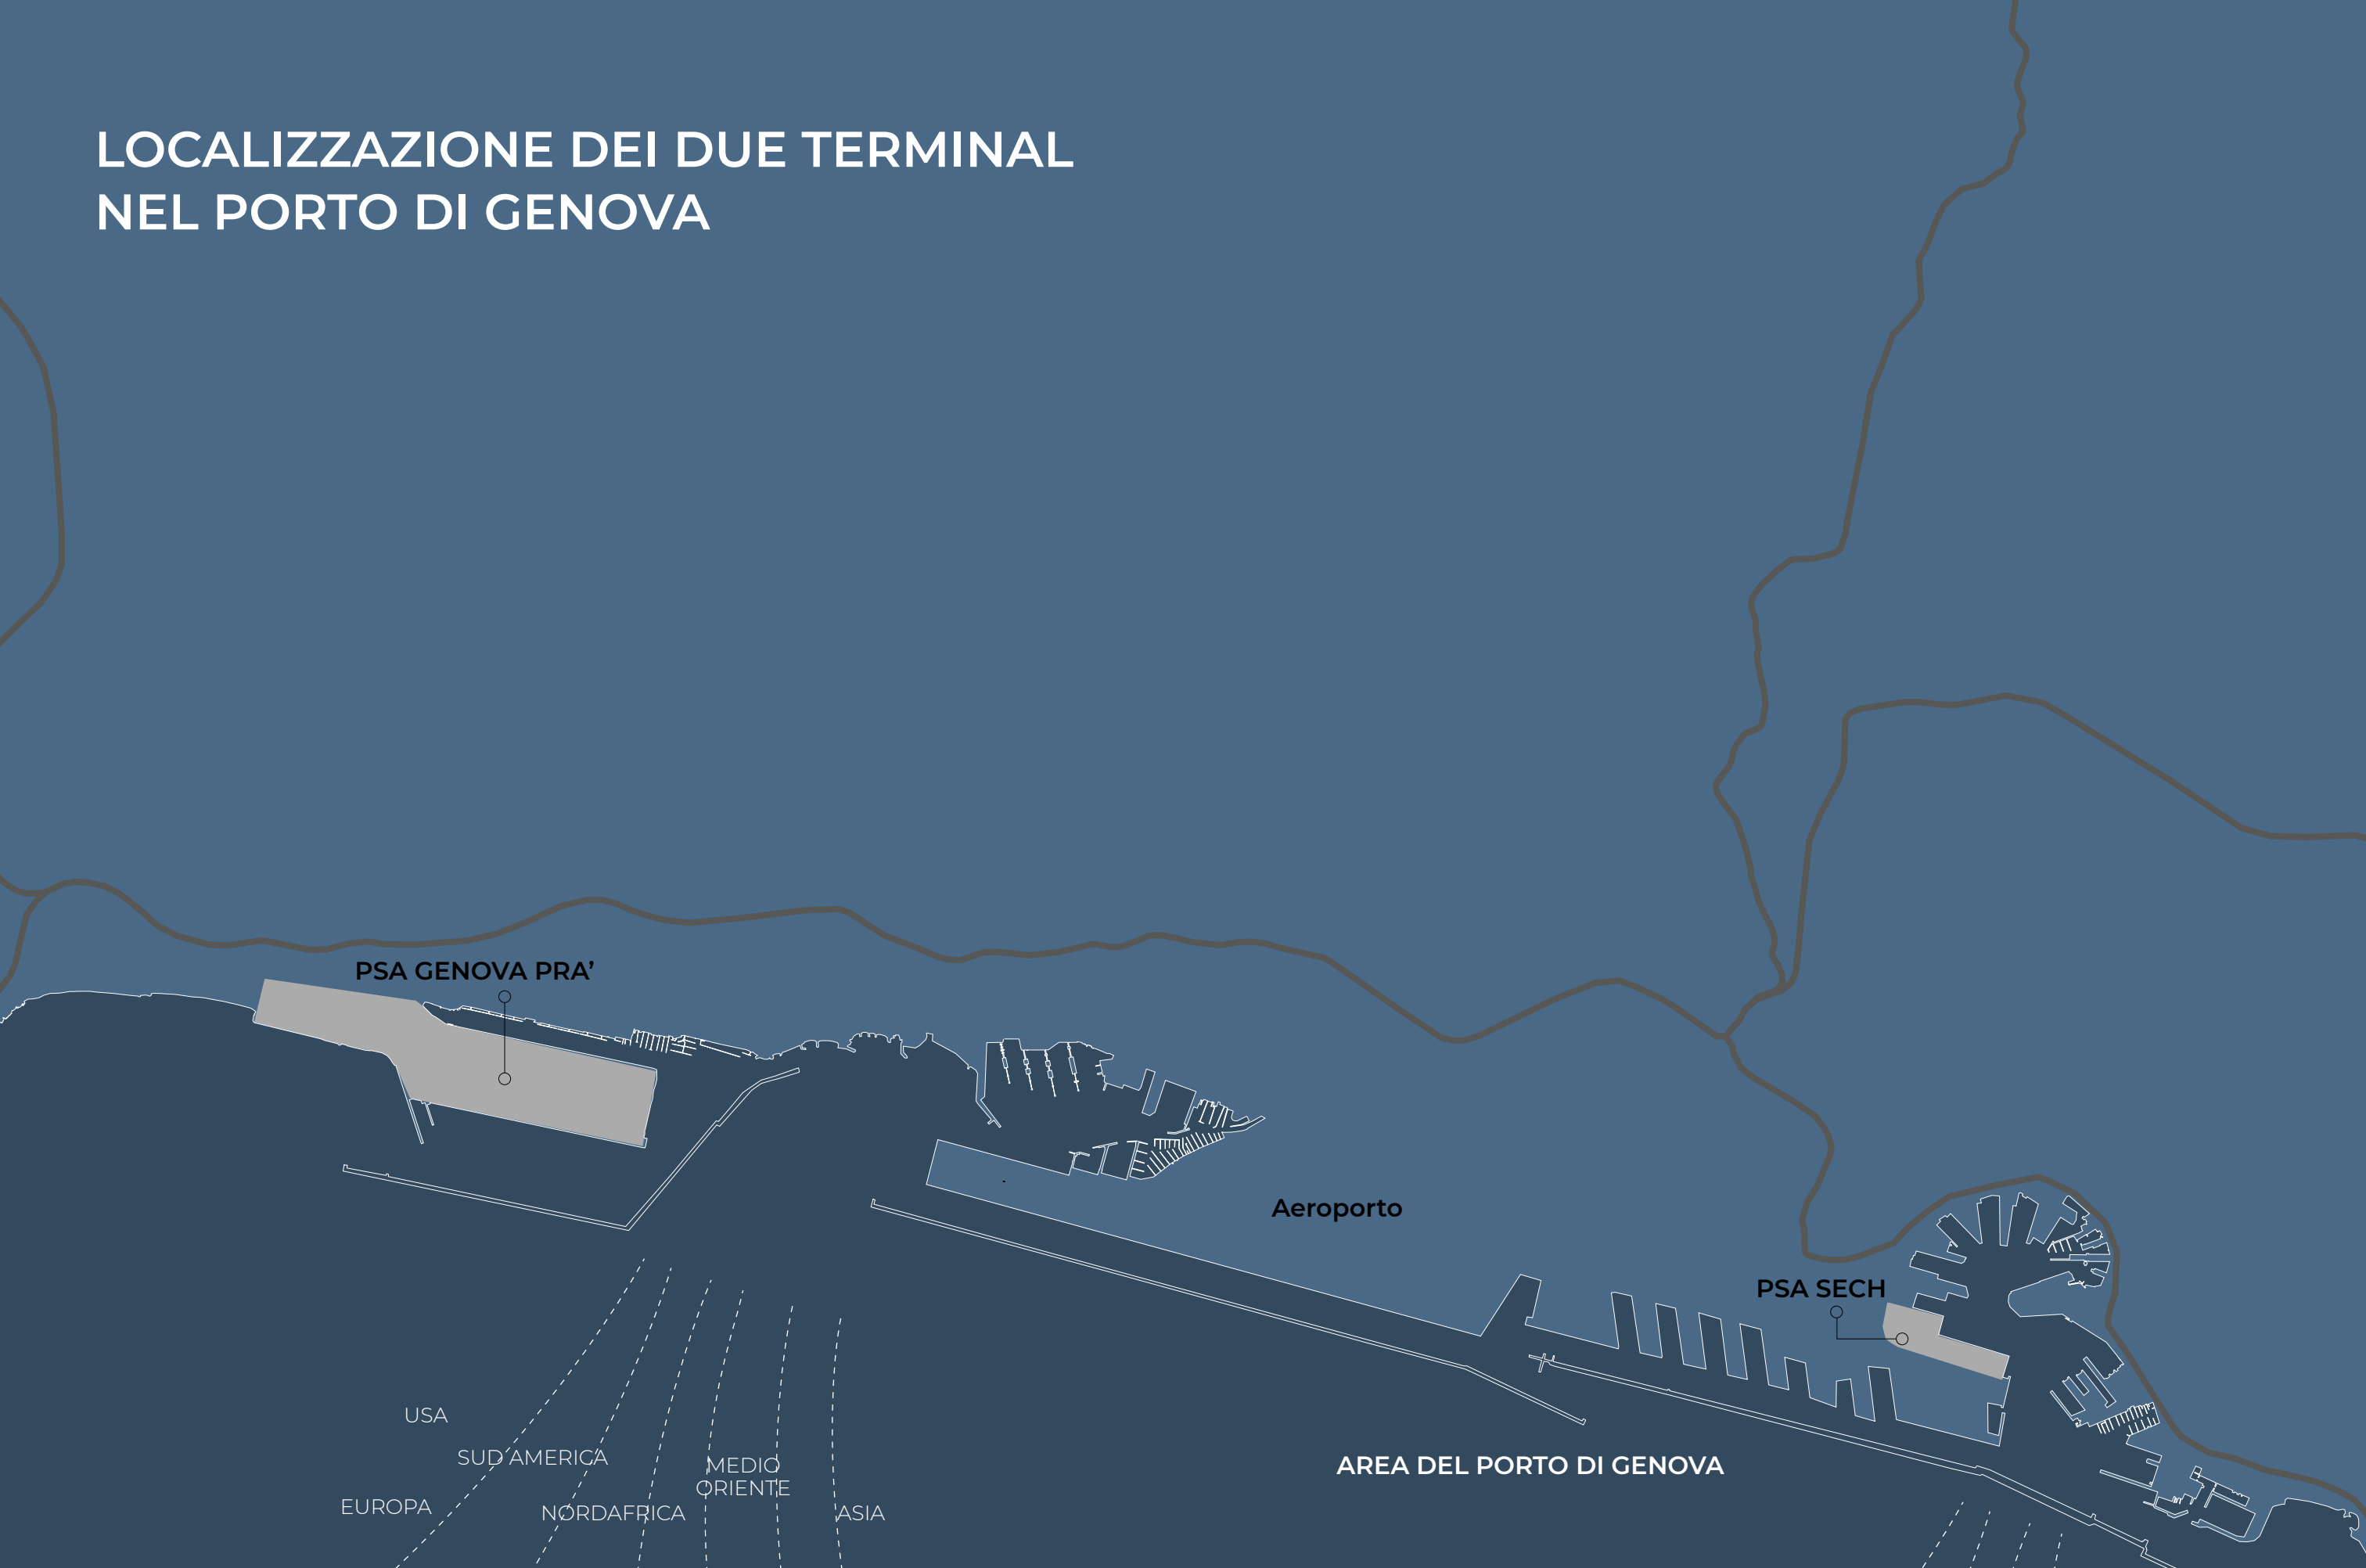 LOCALIZZAZIONE DEI DUE TERMINAL
NEL PORTO DI GENOVA
PSA GENOVA PRA’
Aeroporto
PSA SECH
USA
SUD AMERICA
EUROPA
NORDAFRICA
MEDIO
ORIENTE
ASIA
AREA DEL PORTO DI GENOVA